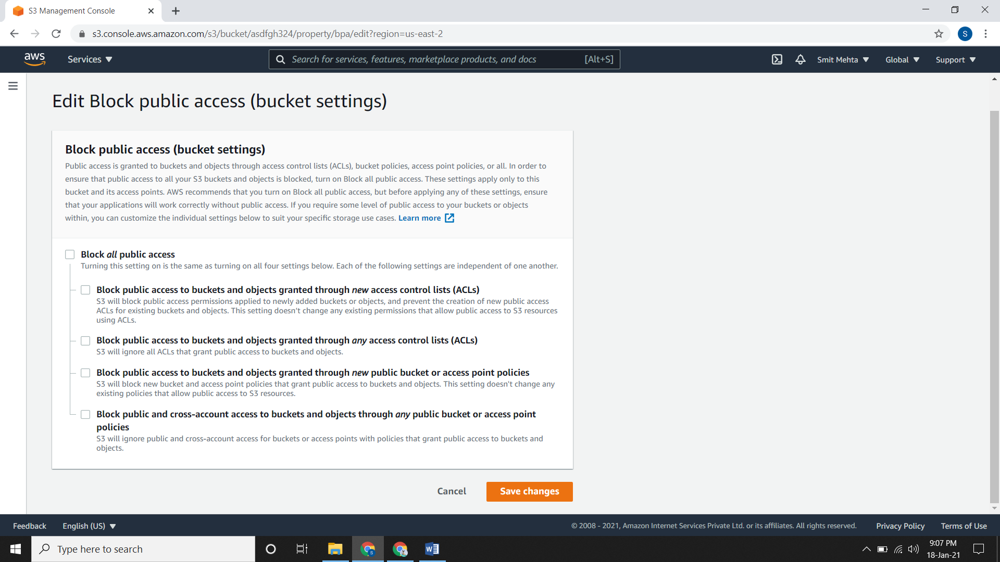 S3 Management Console
s3.console.aws.amazon.com/s3/bucket/asdfgh324/property/bpa/edit?region=us-east-2
S
aws
Services
Search for services, features, marketplace products, and docs
[Alt+S]
Smit Mehta
Global
Support
Edit Block public access (bucket settings)
Block public access (bucket settings)
Public access is granted to buckets and objects through access control lists (ACLs), bucket policies, access point policies, or all. In order to
ensure that public access to all your S3 buckets and objects is blocked, turn on Block all public access. These settings apply only to this
bucket and its access points. AWS recommends that you turn on Block all public access, but before applying any of these settings, ensure
that your applications will work correctly without public access. If you require some level of public access to your buckets or objects
within, you can customize the individual settings below to suit your specific storage use cases. Learn more
Block all public access
Turning this setting on is the same as turning on all four settings below. Each of the following settings are independent of one another.
Block public access to buckets and objects granted through new access control lists (ACLs)
S3 will block public access permissions applied to newly added buckets or objects, and prevent the creation of new public access
ACLs for existing buckets and objects. This setting doesn't change any existing permissions that allow public access to S3 resources
using ACLs.
Block public access to buckets and objects granted through any access control lists (ACLs)
S3 will ignore all ACLs that grant public access to buckets and objects.
Block public access to buckets and objects granted through new public bucket or access point policies
S3 will block new bucket and access point policies that grant public access to buckets and objects. This setting doesn't change any
existing policies that allow public access to S3 resources.
Block public and cross-account access to buckets and objects through any public bucket or access point
policies
S3 will ignore public and cross-account access for buckets or access points with policies that grant public access to buckets and
objects.
Cancel
Save changes
Feedback
English (US)
© 2008 - 2021, Amazon Internet Services Private Ltd. or its affiliates. All rights reserved.
Privacy Policy
Terms of Use
Type here to search
9:07 PM
18-Jan-21